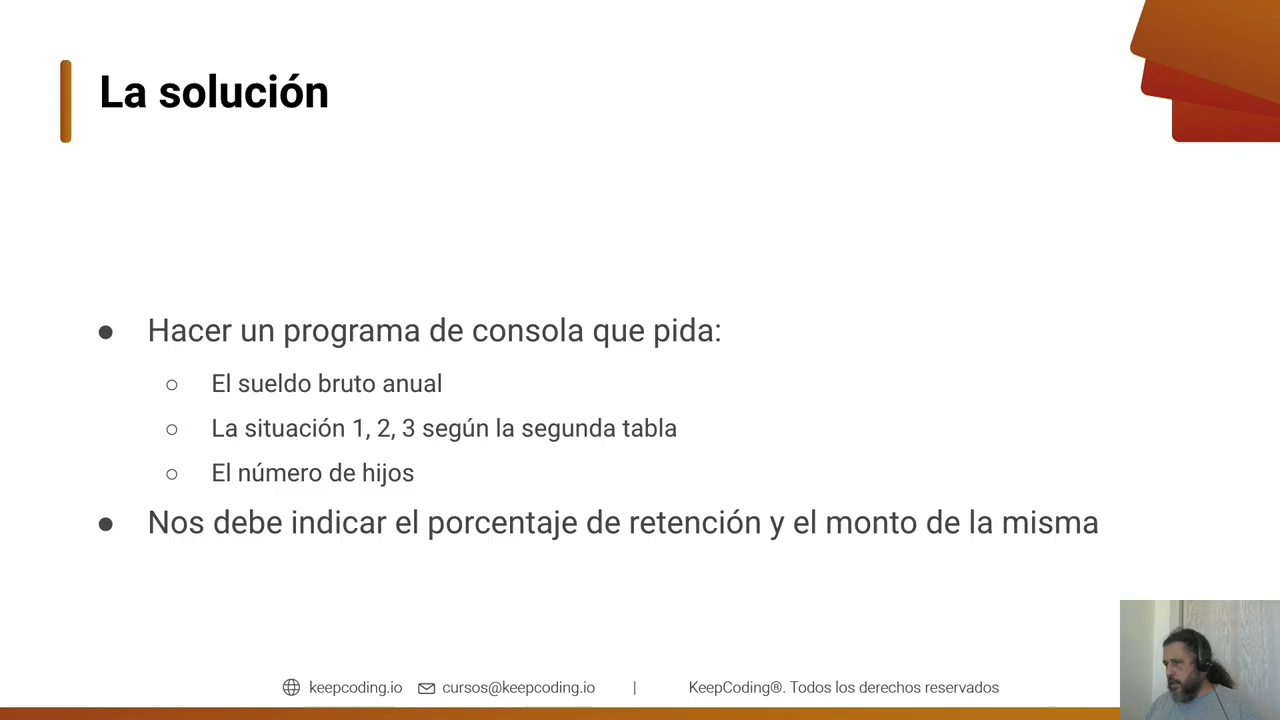 La solución
● Hacer un programa de consola que pida:
○ El sueldo bruto anual
○ La situación 1, 2, 3 según la segunda tabla
○ El número de hijos
● Nos debe indicar el porcentaje de retención y el monto de la misma
keepcoding.io cursos@keepcoding.io | KeepCoding®. Todos los derechos reservados